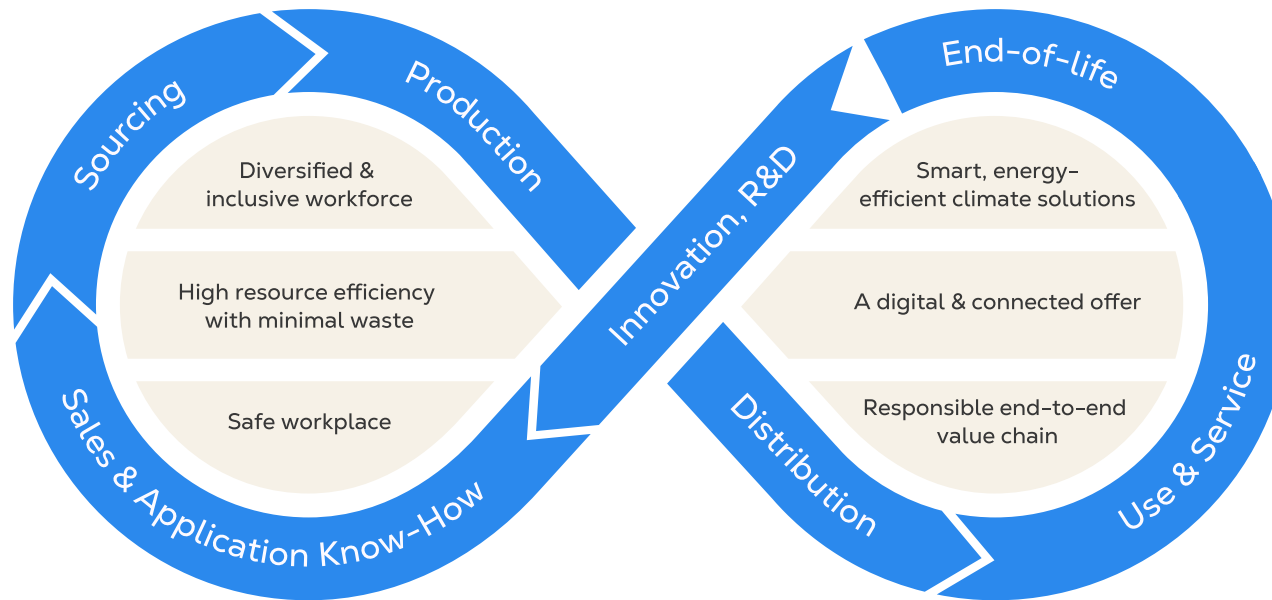 Sourcing
Production
Innovation, R&D
End-of-life
Diversified &
inclusive workforce
High resource efficiency
with minimal waste
Safe workplace
Smart, energy-
efficient climate solutions
A digital & connected offer
Responsible end-to-end
value chain
Sales & Application Know-How
Distribution
Use & Service